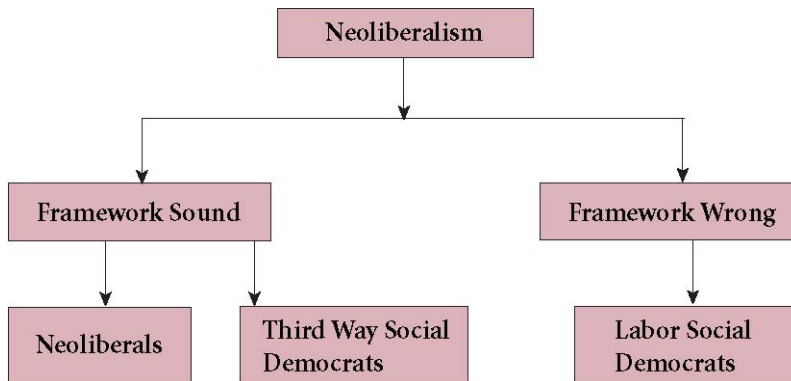 Neoliberalism
Framework Sound
Framework Wrong
Neoliberals
Third Way Social
Democrats
Labor Social
Democrats